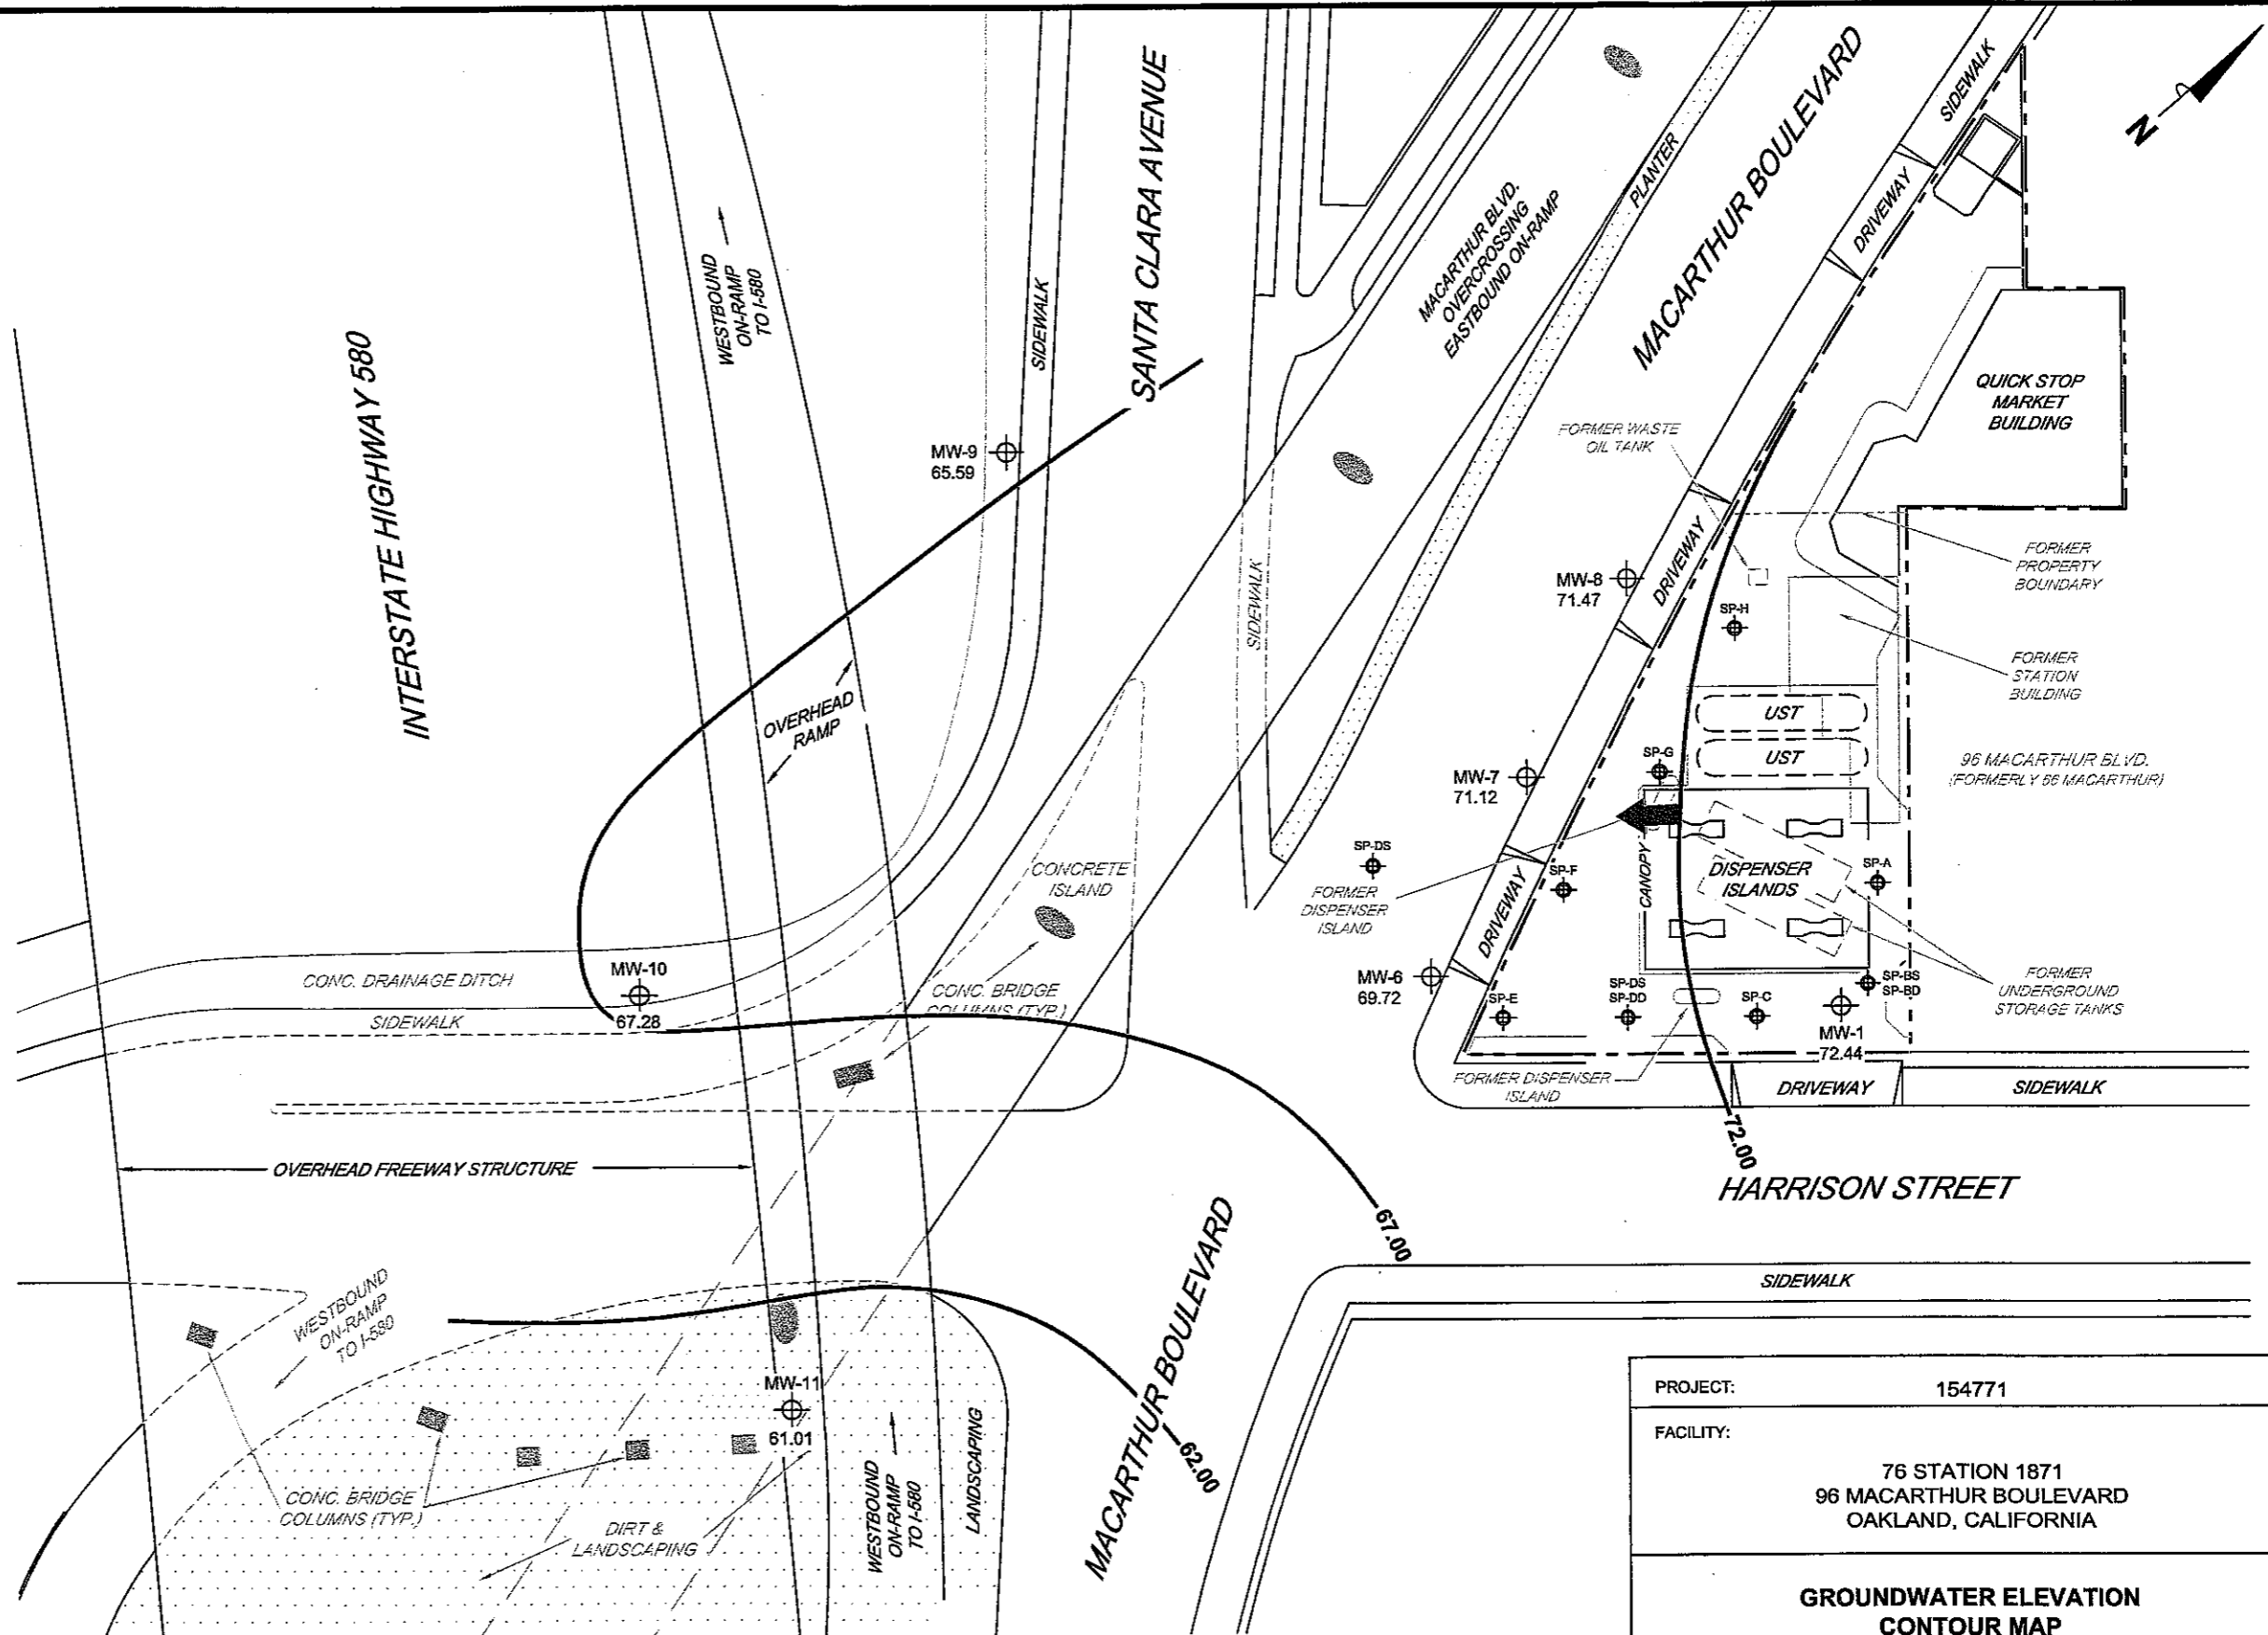 INTERSTATE HIGHWAY 580
WESTBOUND
ON-RAMP
TO I-580
SIDEWALK
SANTA CLARA AVENUE
MACARTHUR BLVD.
OVERCROSSING
EASTBOUND ON-RAMP
PLANTER
MACARTHUR BOULEVARD
SIDEWALK
DRIVEWAY
N
QUICK STOP
MARKET
BUILDING
FORMER WASTE
OIL TANK
MW-9
65.59
SIDEWALK
MW-8
71.47
DRIVEWAY
SP-H
FORMER
PROPERTY
BOUNDARY
FORMER
STATION
BUILDING
OVERHEAD
RAMP
UST
UST
SP-G
96 MACARTHUR BLVD.
(FORMERLY 66 MACARTHUR)
MW-7
71.12
SP-DS
SP-F
CANOPY
DISPENSER
ISLANDS
SP-A
FORMER
DISPENSER
ISLAND
DRIVEWAY
CONCRETE
ISLAND
CONC. DRAINAGE DITCH
MW-10
67.28
SIDEWALK
CONC. BRIDGE
COLUMNS (TYP.)
MW-6
69.72
SP-E
SP-DS
SP-DD
SP-C
SP-BS
SP-BD
MW-1
72.44
FORMER
UNDERGROUND
STORAGE TANKS
FORMER DISPENSER
ISLAND
DRIVEWAY
SIDEWALK
72.00
HARRISON STREET
OVERHEAD FREEWAY STRUCTURE
67.00
SIDEWALK
WESTBOUND
ON-RAMP
TO I-580
MW-11
61.01
MACARTHUR BOULEVARD
62.00
CONC. BRIDGE
COLUMNS (TYP.)
DIRT &
LANDSCAPING
WESTBOUND
ON-RAMP
TO I-580
LANDSCAPING
PROJECT: 154771
FACILITY:
76 STATION 1871
96 MACARTHUR BOULEVARD
OAKLAND, CALIFORNIA
GROUNDWATER ELEVATION
CONTOUR MAP